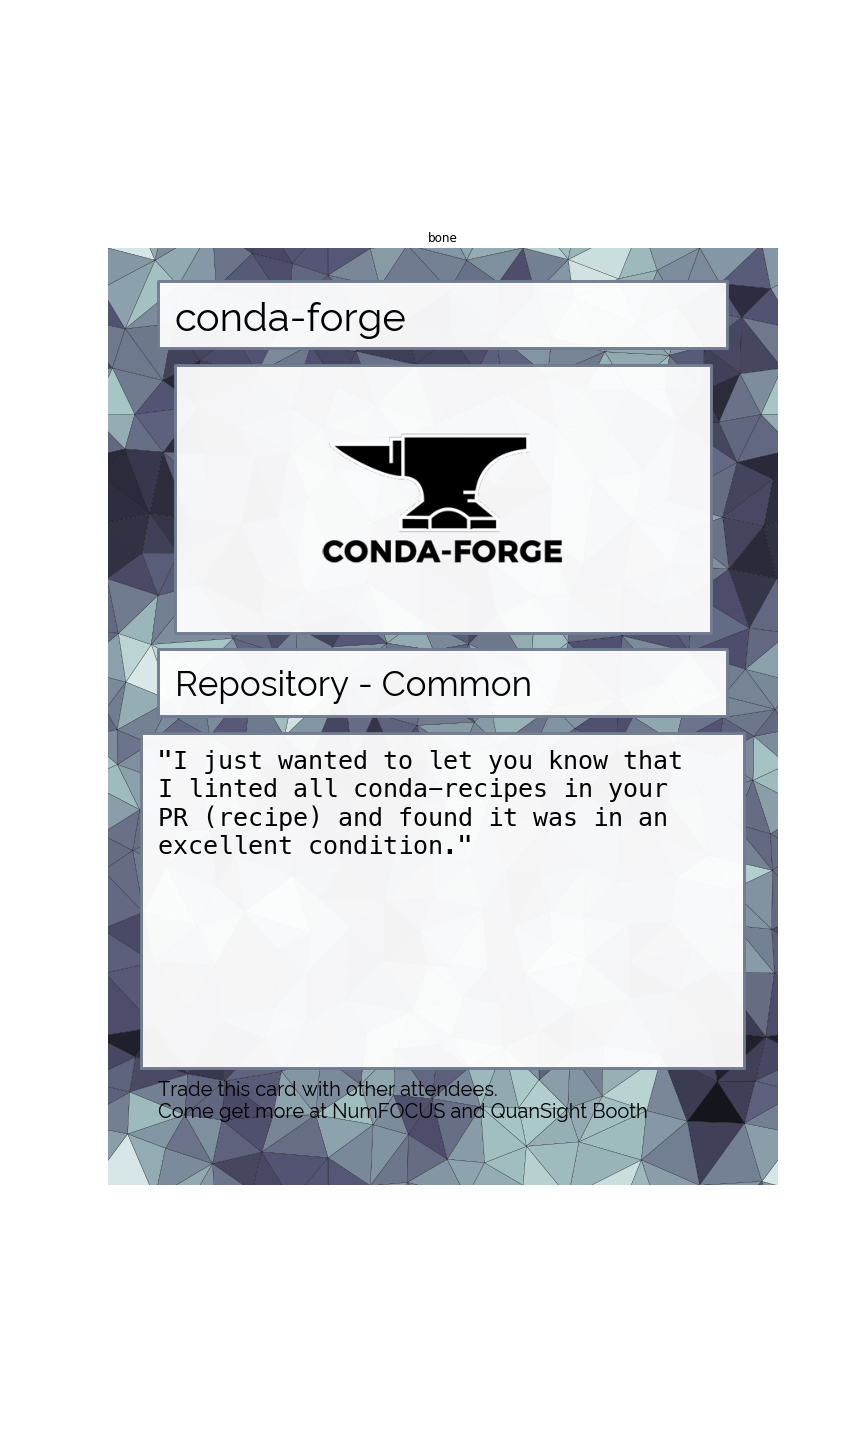 bone
conda-forge
CONDA-FORGE
Repository - Common
"I just wanted to let you know that
I linted all conda−recipes in your
PR (recipe) and found it was in an
excellent condition."
Trade this card with other attendees.
Come get more at NumFOCUS and QuanSight Booth